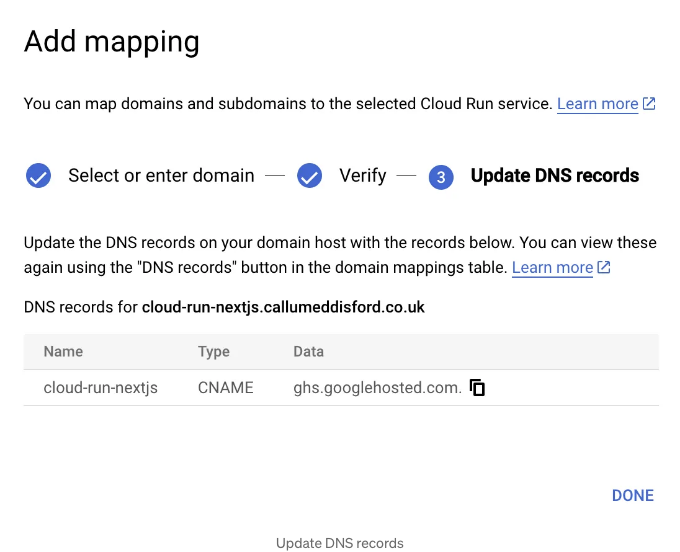 Add mapping
You can map domains and subdomains to the selected Cloud Run service. Learn more
Select or enter domain
Verify
3
Update DNS records
Update the DNS records on your domain host with the records below. You can view these
again using the "DNS records" button in the domain mappings table. Learn more
DNS records for cloud-run-nextjs.callumeddisford.co.uk
Name Type Data
cloud-run-nextjs CNAME ghs.googlehosted.com.
DONE
Update DNS records